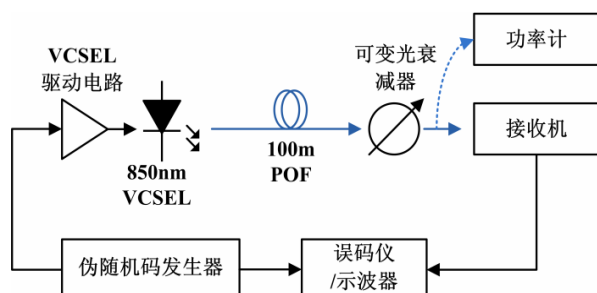 VCSEL
驱动电路
850nm
VCSEL
100m
POF
可变光衰
减器
功率计
接收机
伪随机码发生器
误码仪
/示波器